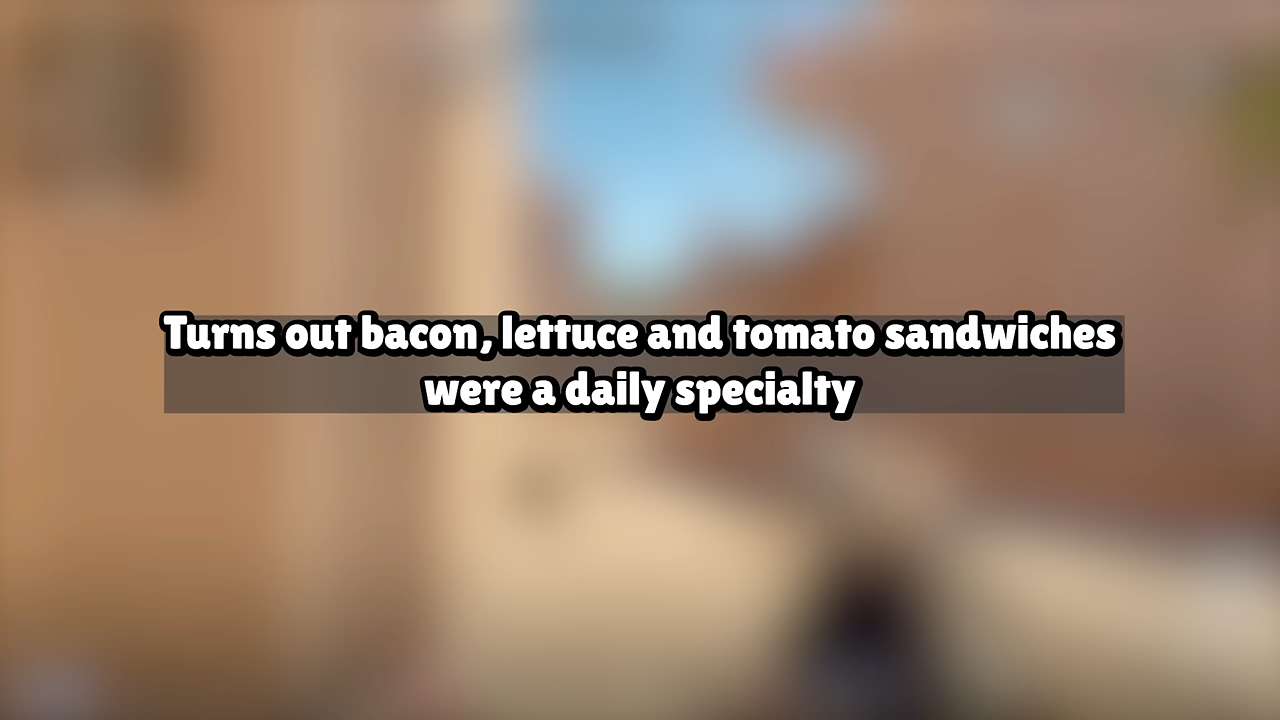 Turns out bacon, lettuce and tomato sandwiches
were a daily specialty